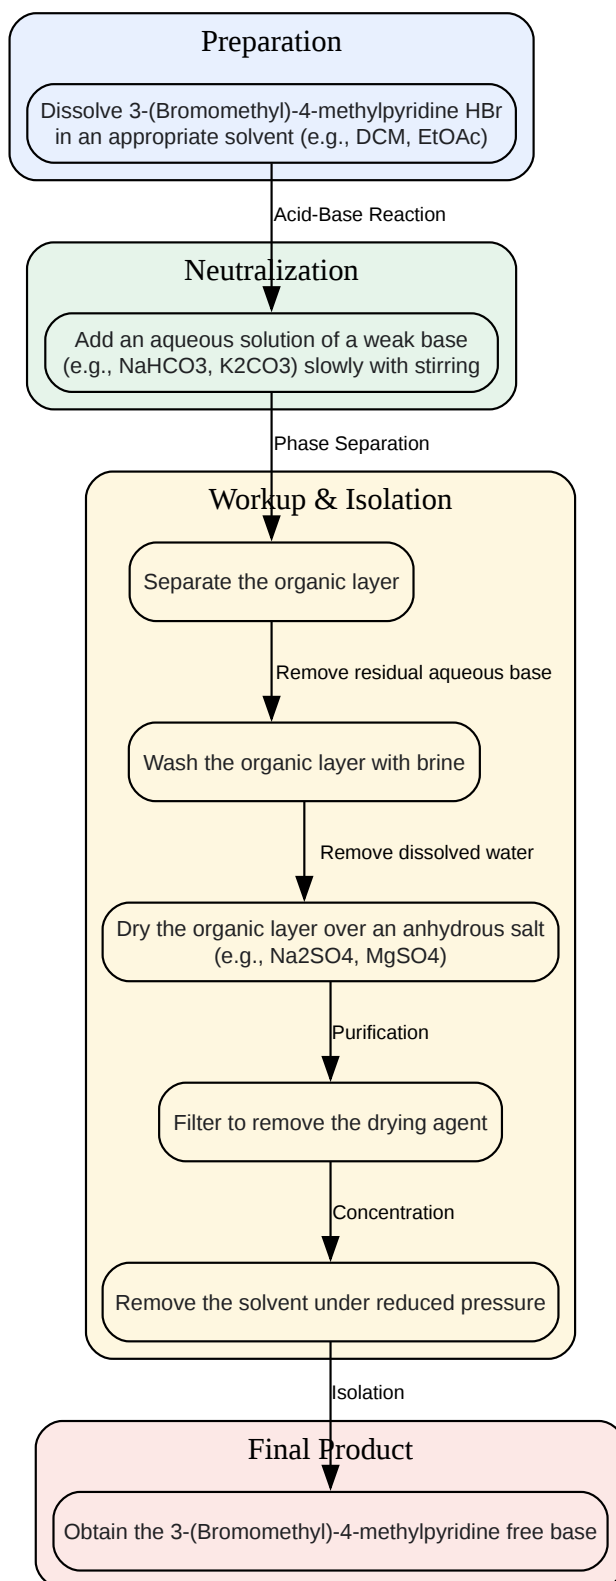 Preparation
Dissolve 3-(Bromomethyl)-4-methylpyridine HBr
in an appropriate solvent (e.g., DCM, EtOAc)
Acid-Base Reaction
Neutralization
Add an aqueous solution of a weak base
(e.g., NaHCO3, K2CO3) slowly with stirring
Phase Separation
Workup & Isolation
Separate the organic layer
Remove residual aqueous base
Wash the organic layer with brine
Remove dissolved water
Dry the organic layer over an anhydrous salt
(e.g., Na2SO4, MgSO4)
Purification
Filter to remove the drying agent
Concentration
Remove the solvent under reduced pressure
Isolation
Final Product
Obtain the 3-(Bromomethyl)-4-methylpyridine free base